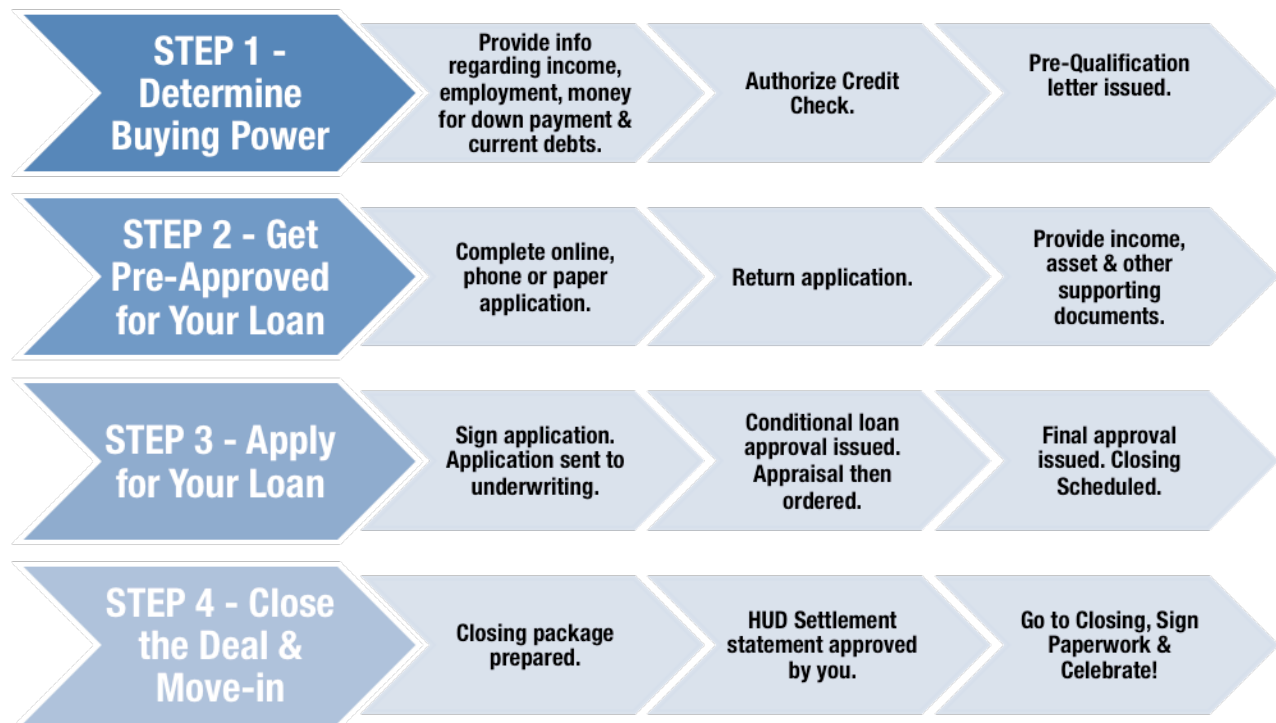 STEP 1 -
Determine
Buying Power
Provide info
regarding income,
employment, money
for down payment &
current debts.
Authorize Credit
Check.
Pre-Qualification
letter issued.
STEP 2 - Get
Pre-Approved
for Your Loan
Complete online,
phone or paper
application.
Return application.
Provide income,
asset & other
supporting
documents.
STEP 3 - Apply
for Your Loan
Sign application.
Application sent to
underwriting.
Conditional loan
approval issued.
Appraisal then
ordered.
Final approval
issued. Closing
Scheduled.
STEP 4 - Close
the Deal &
Move-in
Closing package
prepared.
HUD Settlement
statement approved
by you.
Go to Closing, Sign
Paperwork &
Celebrate!